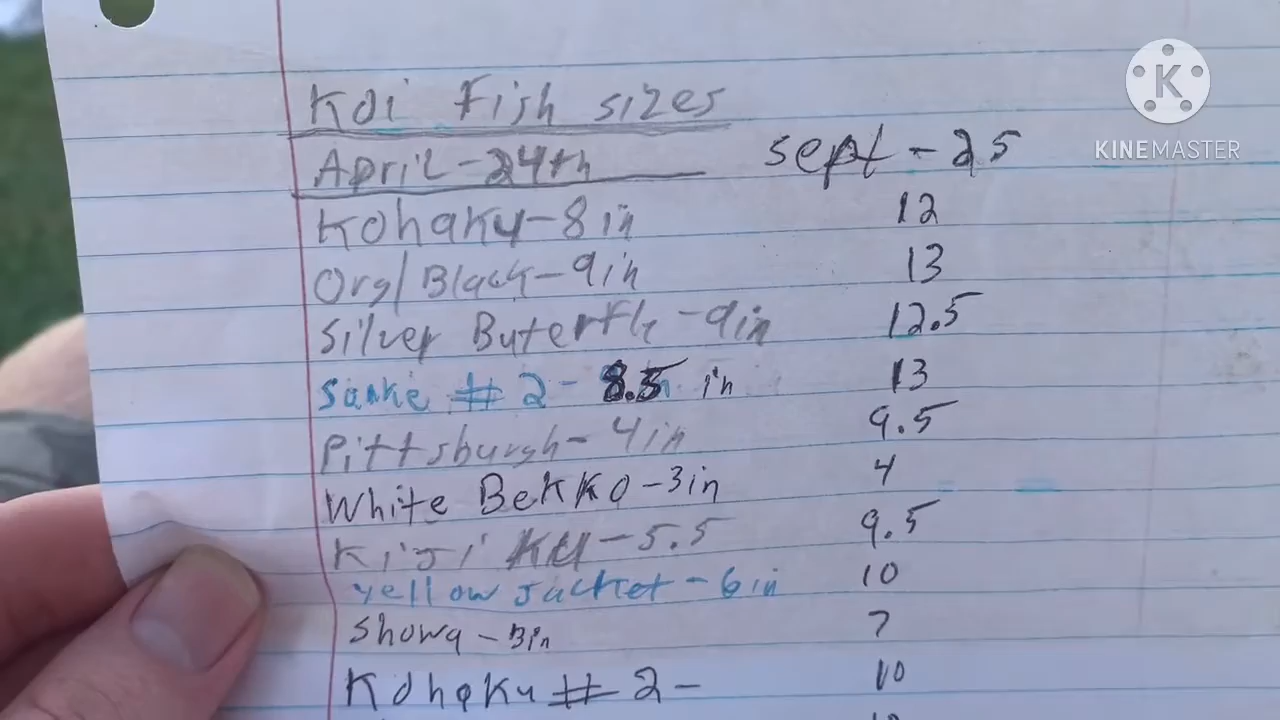 Koi Fish sizes
April-24th sept-25
Kohaku-8in 12
Org/Black-9in 13
Silver Buterfly-9in 12.5
Sanke #2-8.5 in 13
Pittsburgh-4in 9.5
White BeKKo-3in 4
Kiji Ku-5.5 9.5
yellow Jacket-6in 10
Showa-3in 7
Kohaku #2- 10
K
KINEMASTER